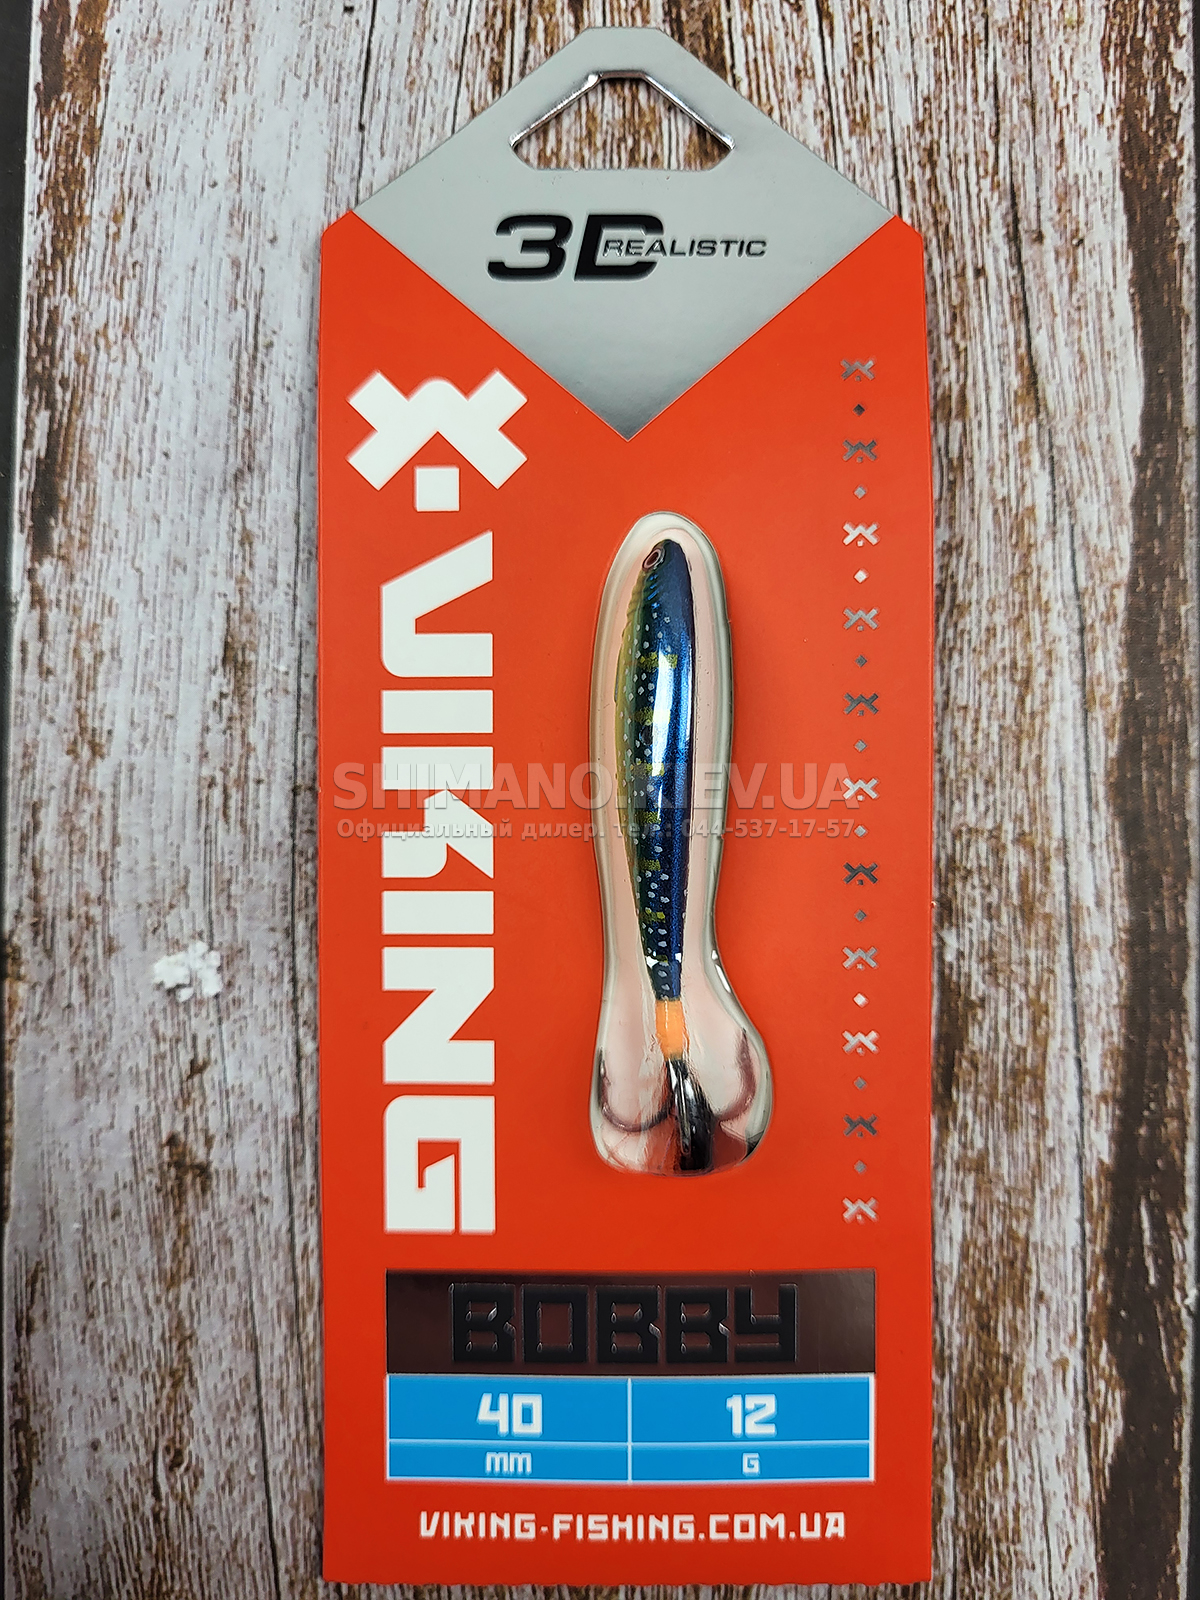 3D REALISTIC
X·VIKING
SHIMANO.KIEV.UA
Официальный дилер. тел.: 044-537-17-57
BOBBY
40 12
mm G
VIKING-FISHING.COM.UA